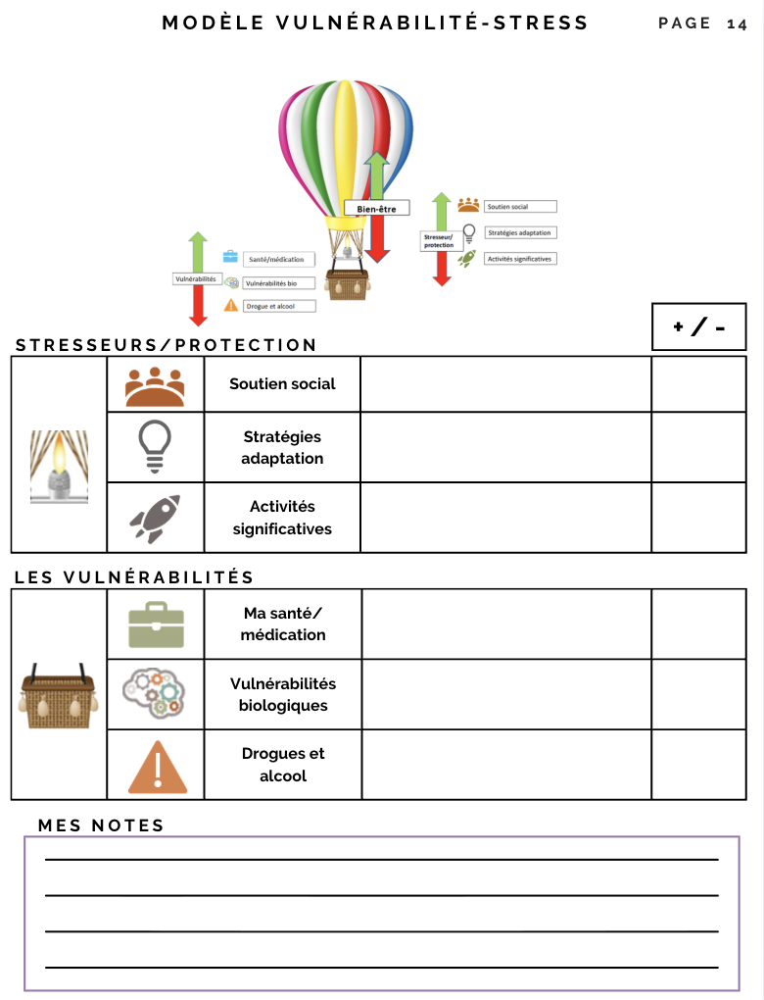 MODÈLE VULNÉRABILITÉ-STRESS
PAGE 14
Bien-être
Soutien social
Stresseur/
protection
Stratégies adaptation
Activités significatives
Santé/médication
Vulnérabilités
Vulnérabilités bio
Drogue et alcool
+ / -
STRESSEURS/PROTECTION
Soutien social
Stratégies
adaptation
Activités
significatives
LES VULNÉRABILITÉS
Ma santé/
médication
Vulnérabilités
biologiques
Drogues et
alcool
MES NOTES